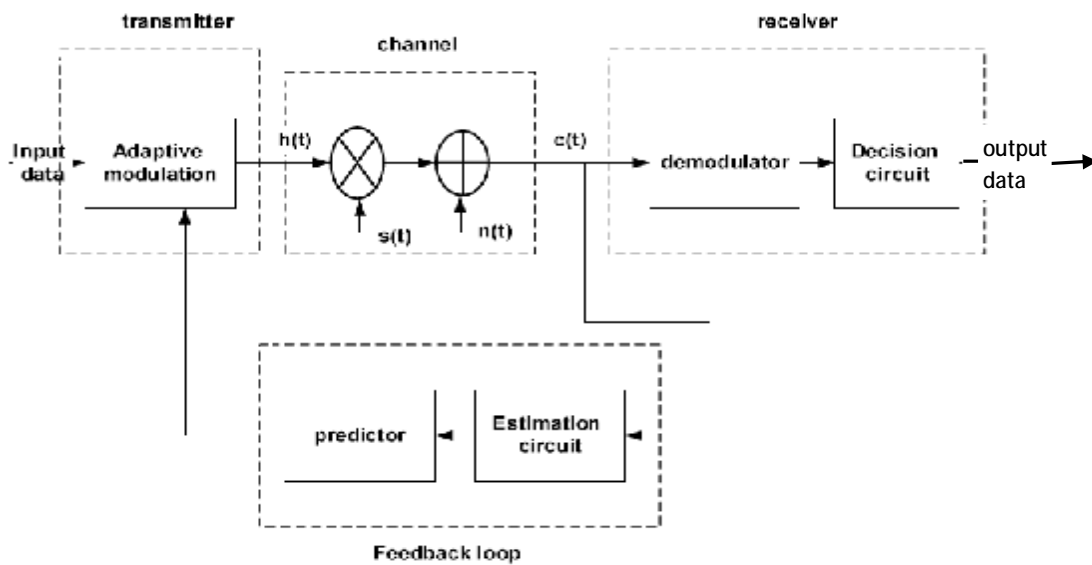 transmitter
receiver
channel
Input
data
Adaptive
modulation
h(t)
s(t)
n(t)
c(t)
demodulator
Decision
circuit
output
data
predictor
Estimation
circuit
Feedback loop